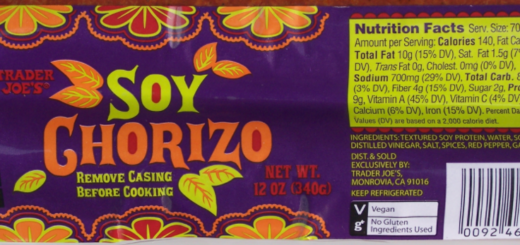 TRADER
JOE'S™
SOY
CHORIZO
REMOVE CASING
BEFORE COOKING
NET WT.
12 OZ (340g)
Nutrition Facts Serv. Size: 70
Amount per Serving: Calories 140, Fat Ca
Total Fat 10g (15% DV), Sat. Fat 1.5g (7%
DV), Trans Fat 0g, Cholest. 0mg (0% DV),
Sodium 700mg (29% DV), Total Carb.
(3% DV), Fiber 4g (15% DV), Sugar 2g, Pro
9g, Vitamin A (45% DV), Vitamin C (4% DV
Calcium (6% DV), Iron (15% DV). Percent Da
Values (DV) are based on a 2,000 calorie diet.
INGREDIENTS: TEXTURED SOY PROTEIN, WATER, S
DISTILLED VINEGAR, SALT, SPICES, RED PEPPER, GA
DIST. & SOLD
EXCLUSIVELY BY:
TRADER JOE'S,
MONROVIA, CA 91016
KEEP REFRIGERATED
V Vegan
g No Gluten
Ingredients Used
0092 46